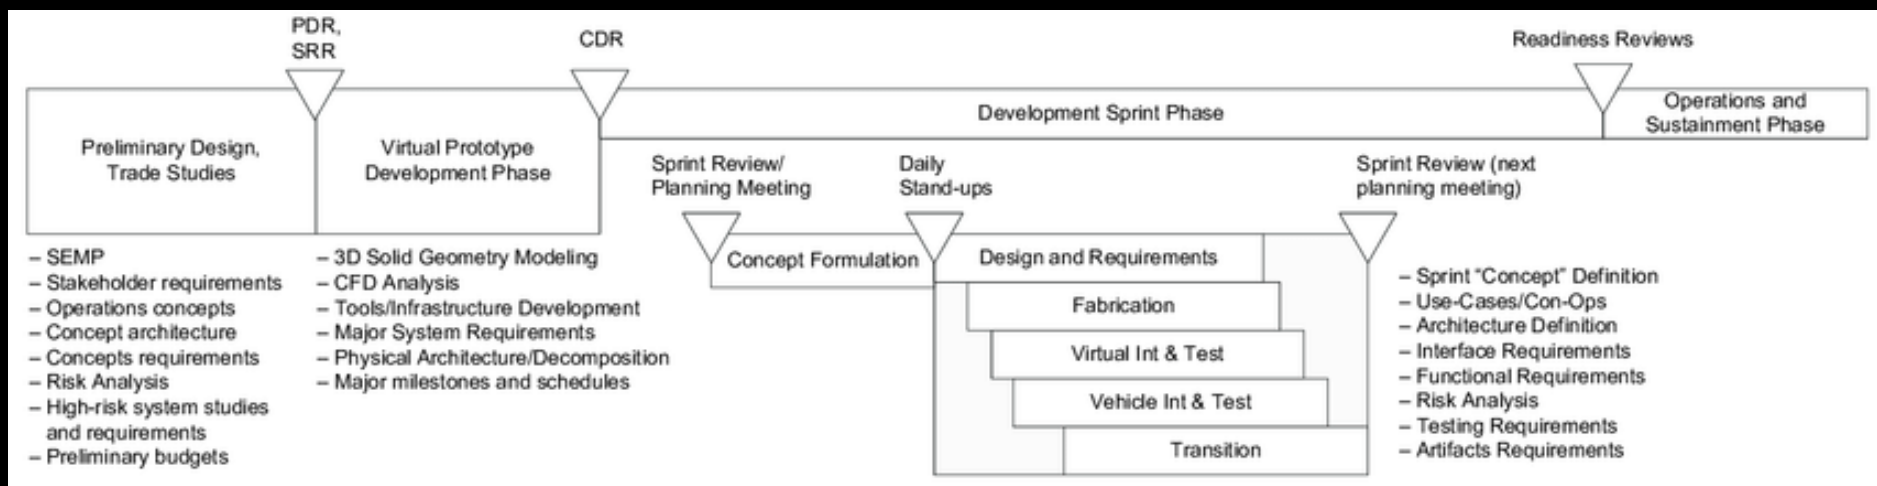 PDR,
SRR
CDR
Readiness Reviews
Preliminary Design,
Trade Studies
Virtual Prototype
Development Phase
Development Sprint Phase
Operations and
Sustainment Phase
Sprint Review/
Planning Meeting
Daily
Stand-ups
Sprint Review (next
planning meeting)
Concept Formulation
Design and Requirements
Fabrication
Virtual Int & Test
Vehicle Int & Test
Transition
– SEMP
– Stakeholder requirements
– Operations concepts
– Concept architecture
– Concepts requirements
– Risk Analysis
– High-risk system studies
and requirements
– Preliminary budgets
– 3D Solid Geometry Modeling
– CFD Analysis
– Tools/Infrastructure Development
– Major System Requirements
– Physical Architecture/Decomposition
– Major milestones and schedules
– Sprint “Concept” Definition
– Use-Cases/Con-Ops
– Architecture Definition
– Interface Requirements
– Functional Requirements
– Risk Analysis
– Testing Requirements
– Artifacts Requirements